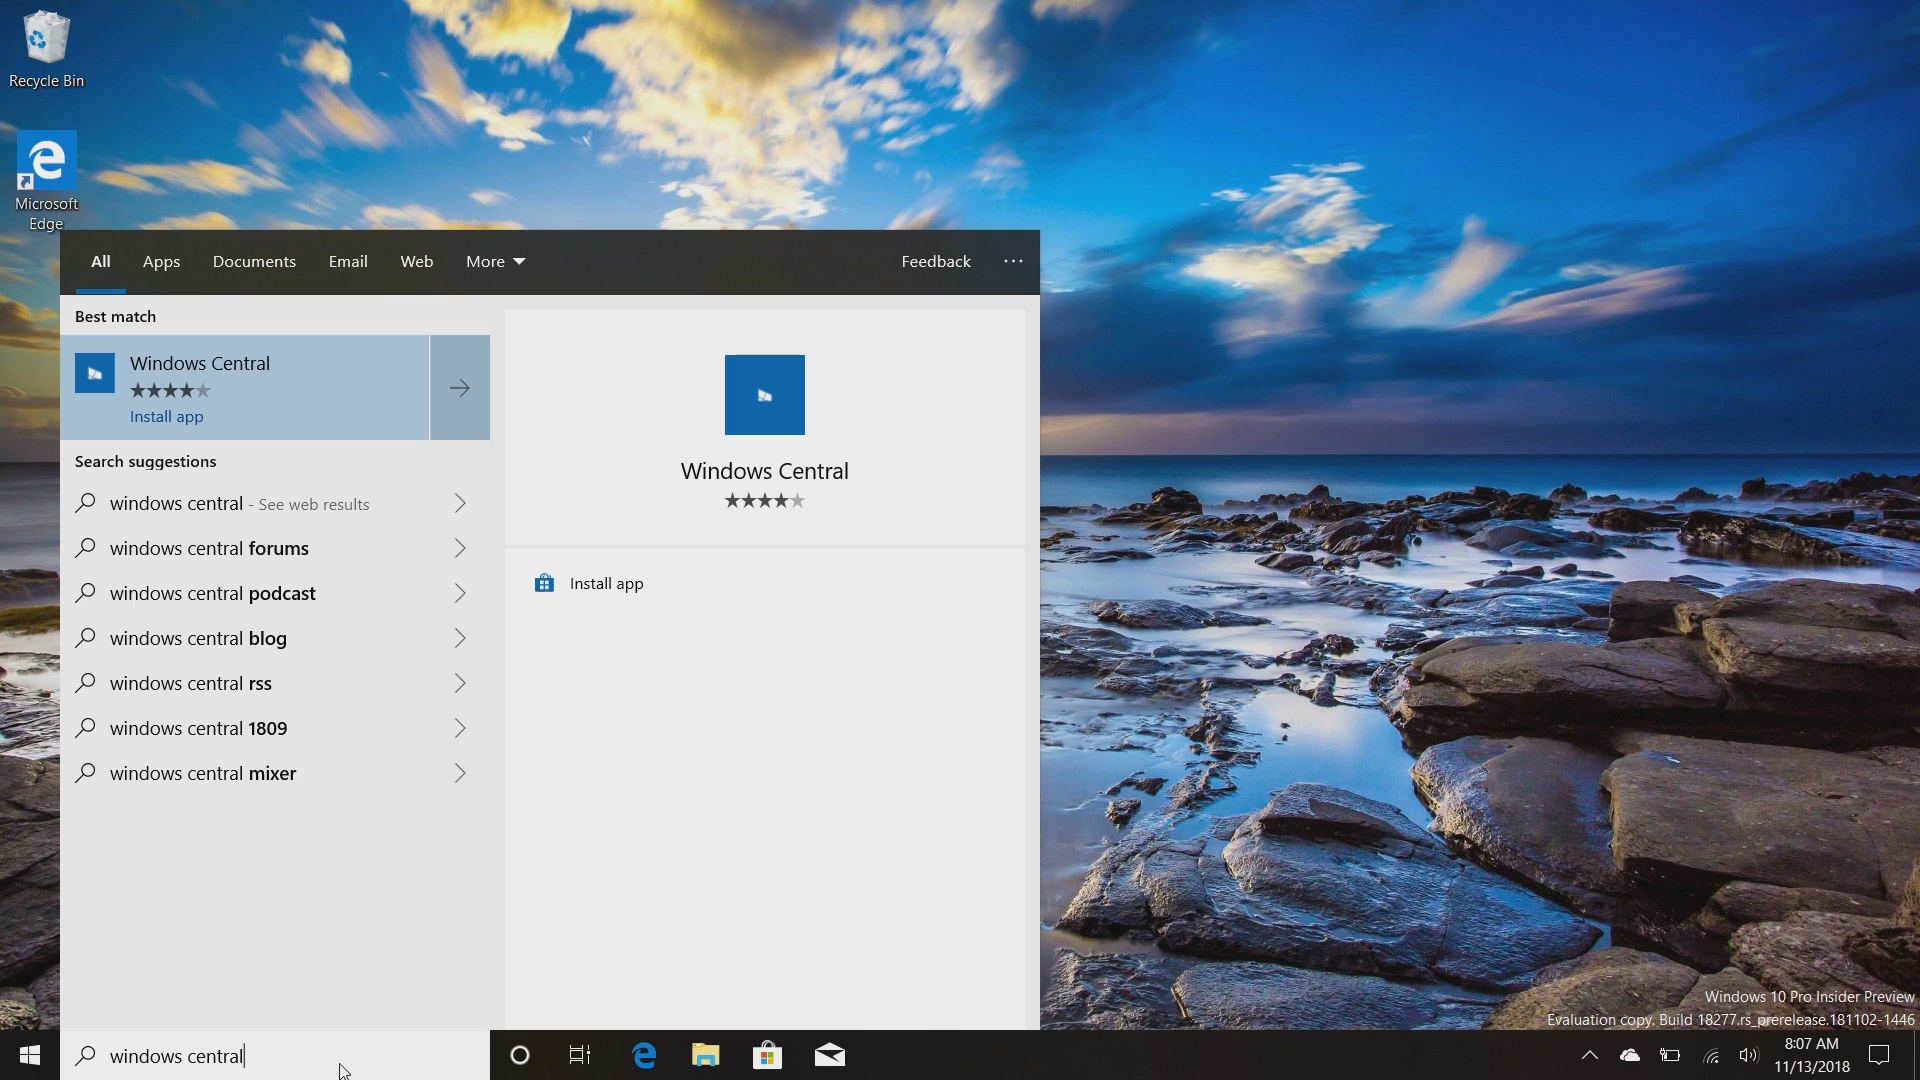 Recycle Bin
Microsoft
Edge
All Apps Documents Email Web More Feedback
Best match
Windows Central
Install app
Search suggestions
windows central - See web results
windows central forums
windows central podcast
windows central blog
windows central rss
windows central 1809
windows central mixer
windows central
Windows Central
Install app
Windows 10 Pro Insider Preview
Evaluation copy. Build 18277.rs_prerelease.181102-1446
8:07 AM
11/13/2018